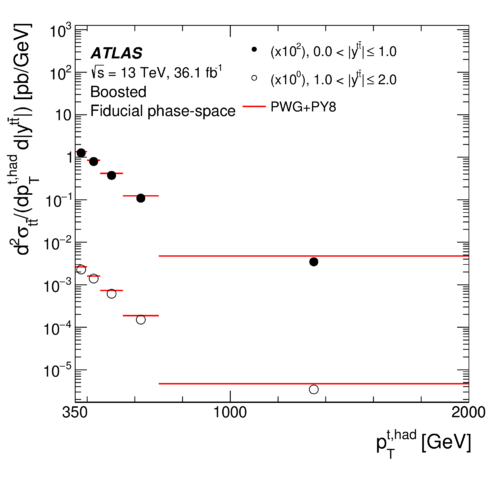 ATLAS
√s = 13 TeV, 36.1 fb⁻¹
Boosted
Fiducial phase-space
(x10²), 0.0 < |y^{tt̄}| ≤ 1.0
(x10⁰), 1.0 < |y^{tt̄}| ≤ 2.0
PWG+PY8
d²σ_{tt̄}/(dp_T^{t,had} d|y^{tt̄}|) [pb/GeV]
10³
10²
10
1
10⁻¹
10⁻²
10⁻³
10⁻⁴
10⁻⁵
350 1000 2000
p_T^{t,had} [GeV]